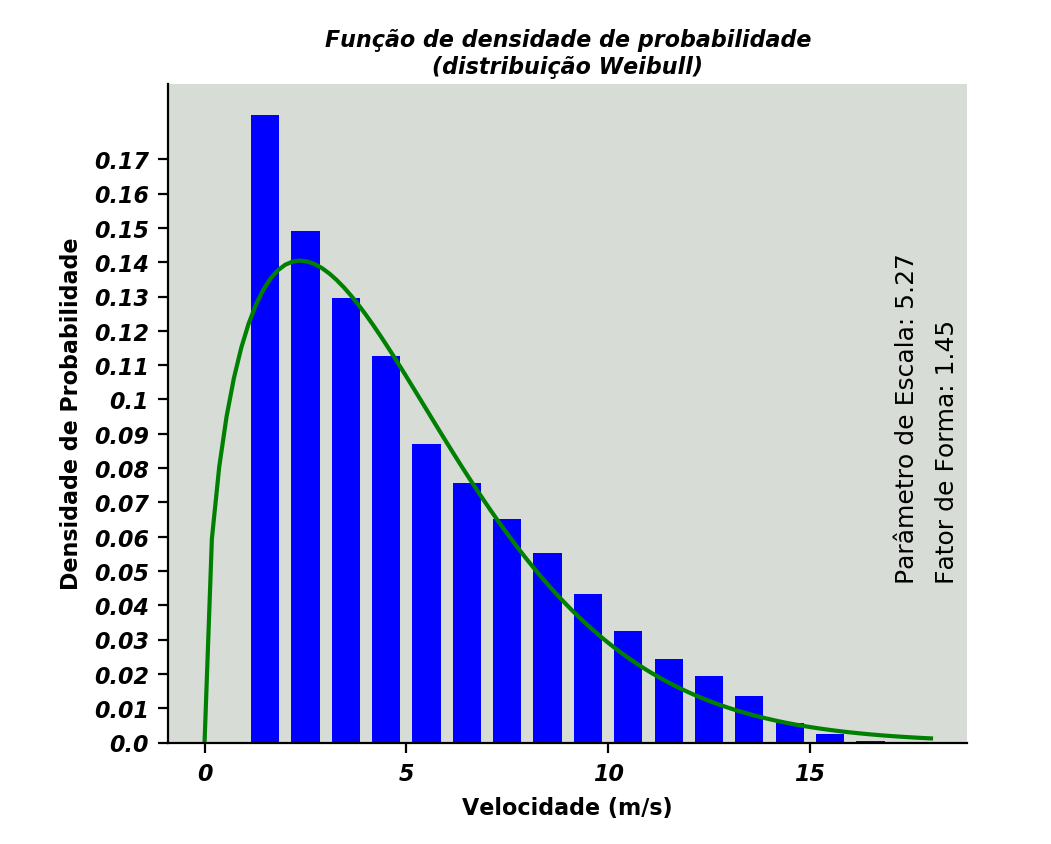 Função de densidade de probabilidade
(distribuição Weibull)
Densidade de Probabilidade
0.17
0.16
0.15
0.14
0.13
0.12
0.11
0.1
0.09
0.08
0.07
0.06
0.05
0.04
0.03
0.02
0.01
0.0
0 5 10 15
Velocidade (m/s)
Parâmetro de Escala: 5.27
Fator de Forma: 1.45